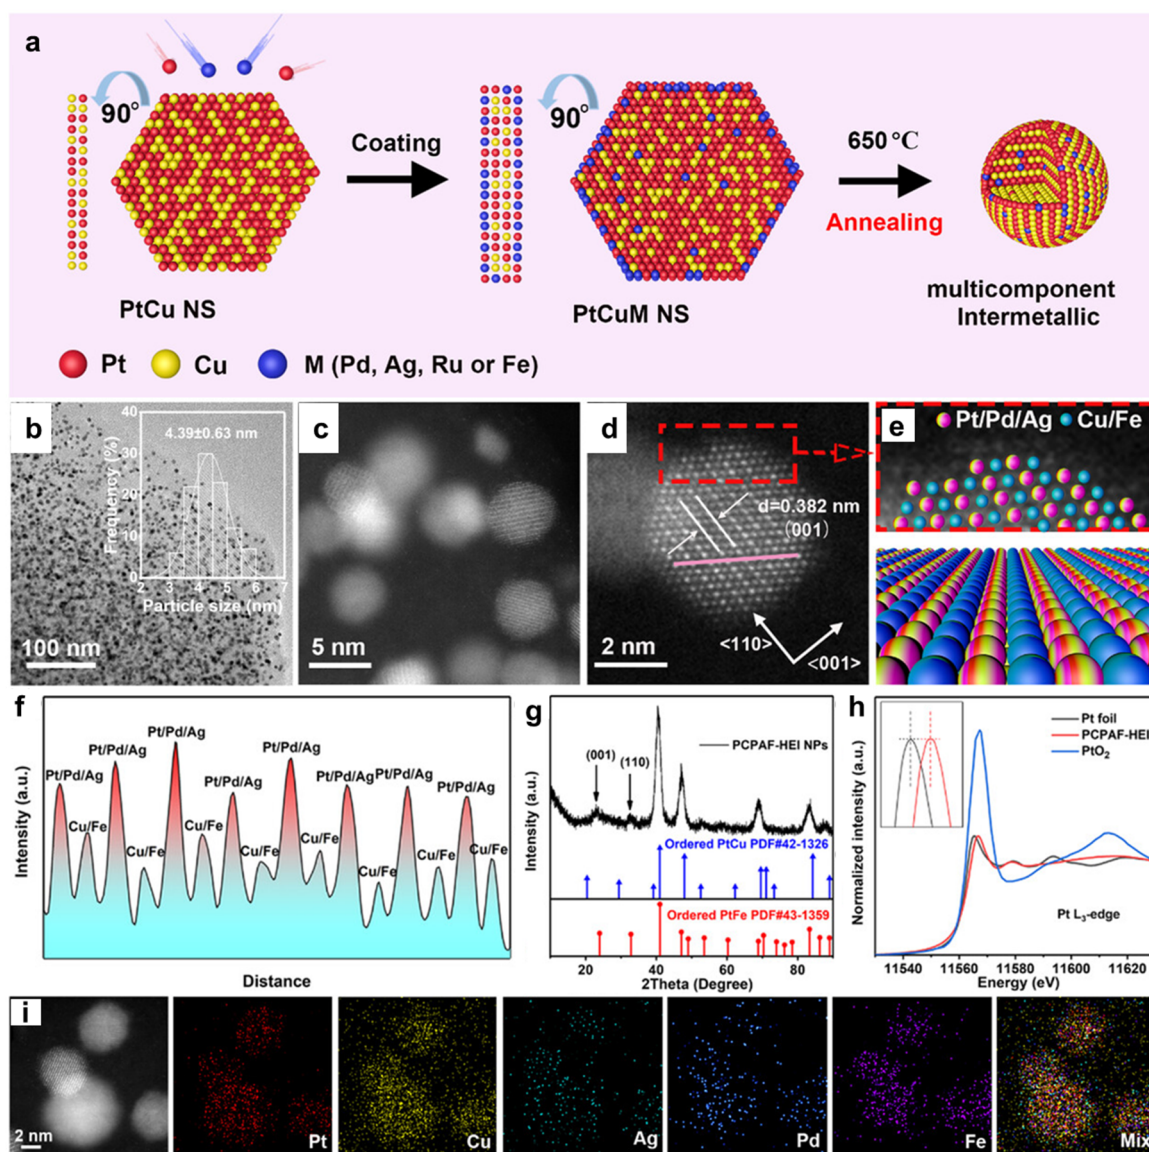 a
90°
Coating
90°
650 °C
Annealing
PtCu NS
PtCuM NS
multicomponent
Intermetallic
Pt
Cu
M (Pd, Ag, Ru or Fe)
b
40
30
20
10
0
Frequency (%)
4.39±0.63 nm
2 3 4 5 6 7
Particle size (nm)
100 nm
c
5 nm
d
d=0.382 nm
(001)
<110>
<001>
2 nm
e
Pt/Pd/Ag
Cu/Fe
f
Intensity (a.u.)
Pt/Pd/Ag
Cu/Fe
Pt/Pd/Ag
Cu/Fe
Pt/Pd/Ag
Cu/Fe
Pt/Pd/Ag
Cu/Fe
Pt/Pd/Ag
Cu/Fe
Pt/Pd/Ag
Cu/Fe
Pt/Pd/Ag
Cu/Fe
Pt/Pd/Ag
Cu/Fe
Distance
g
Intensity (a.u.)
PCPAF-HEI NPs
(001)
(110)
Ordered PtCu PDF#42-1326
Ordered PtFe PDF#43-1359
20 40 60 80
2Theta (Degree)
h
Normalized intensity (a.u.)
Pt foil
PCPAF-HEI
PtO2
Pt L3-edge
11540 11560 11580 11600 11620
Energy (eV)
i
2 nm
Pt
Cu
Ag
Pd
Fe
Mix